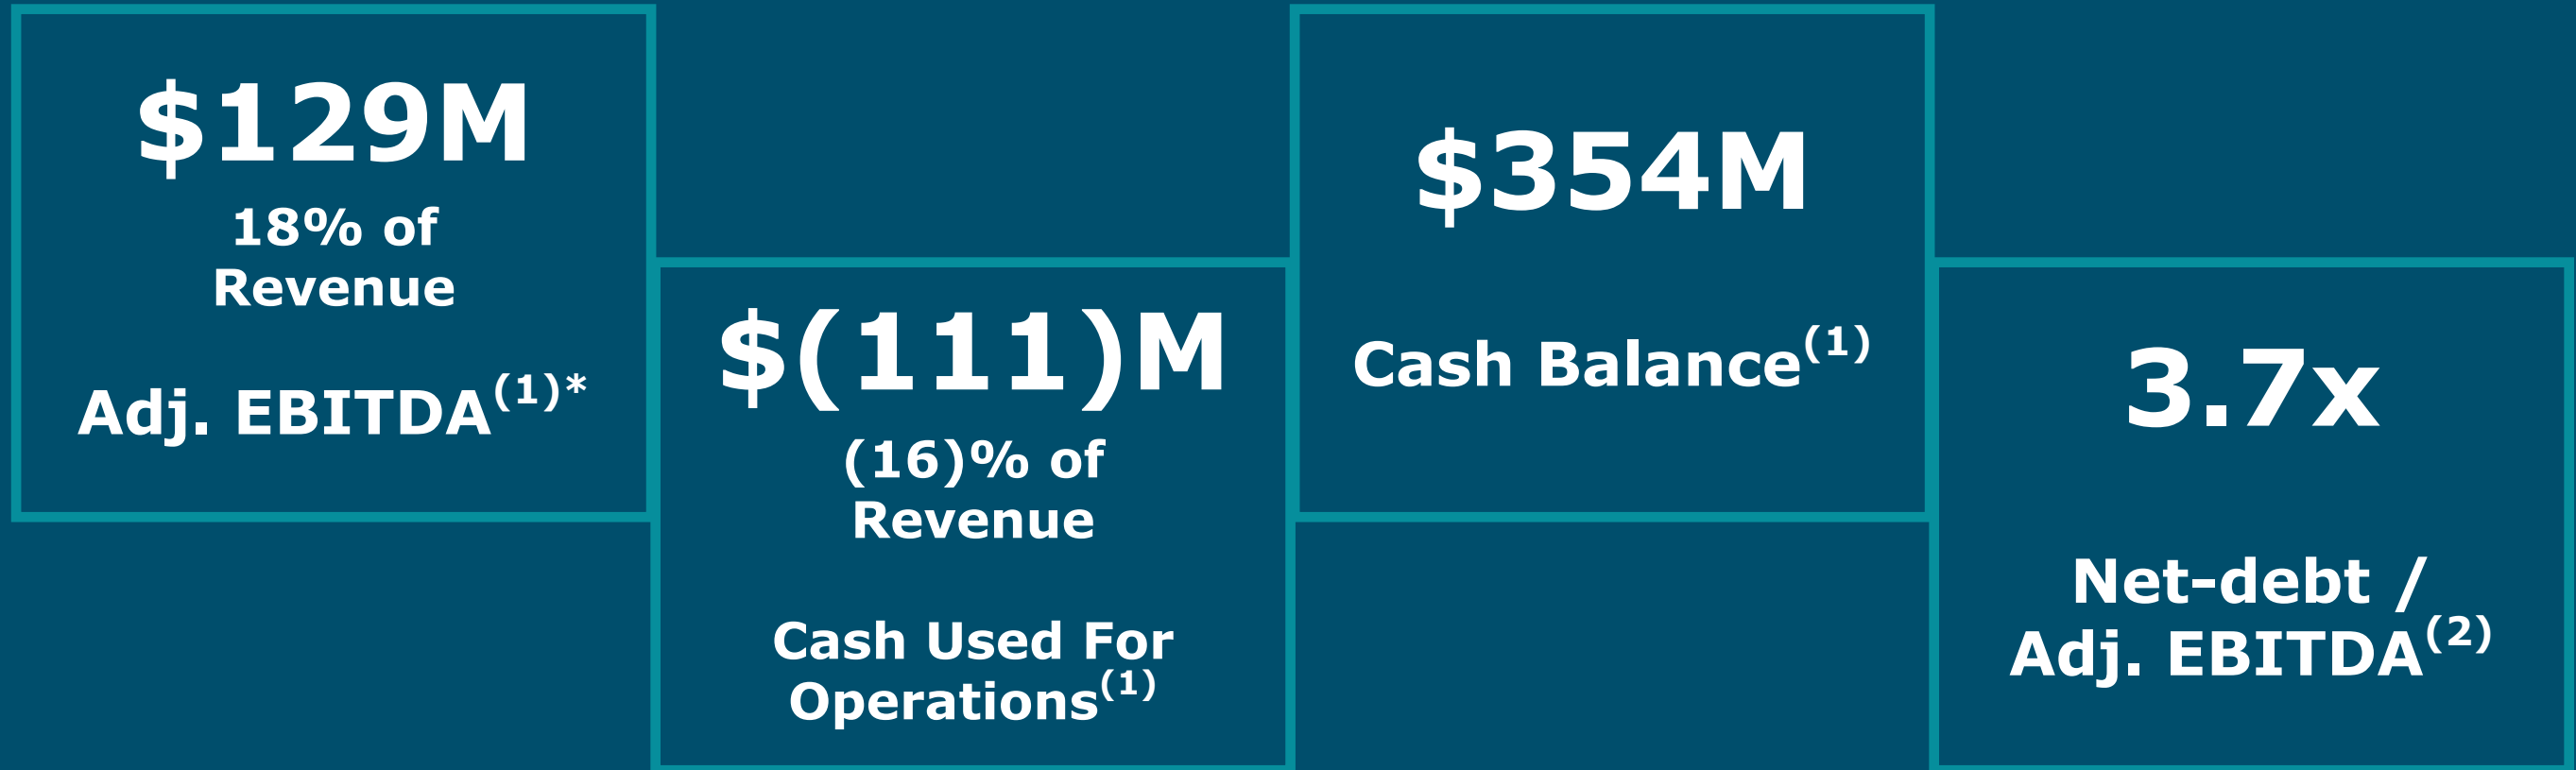 $129M
18% of
Revenue
Adj. EBITDA(1)*
$(111)M
(16)% of
Revenue
Cash Used For
Operations(1)
$354M
Cash Balance(1)
3.7x
Net-debt /
Adj. EBITDA(2)